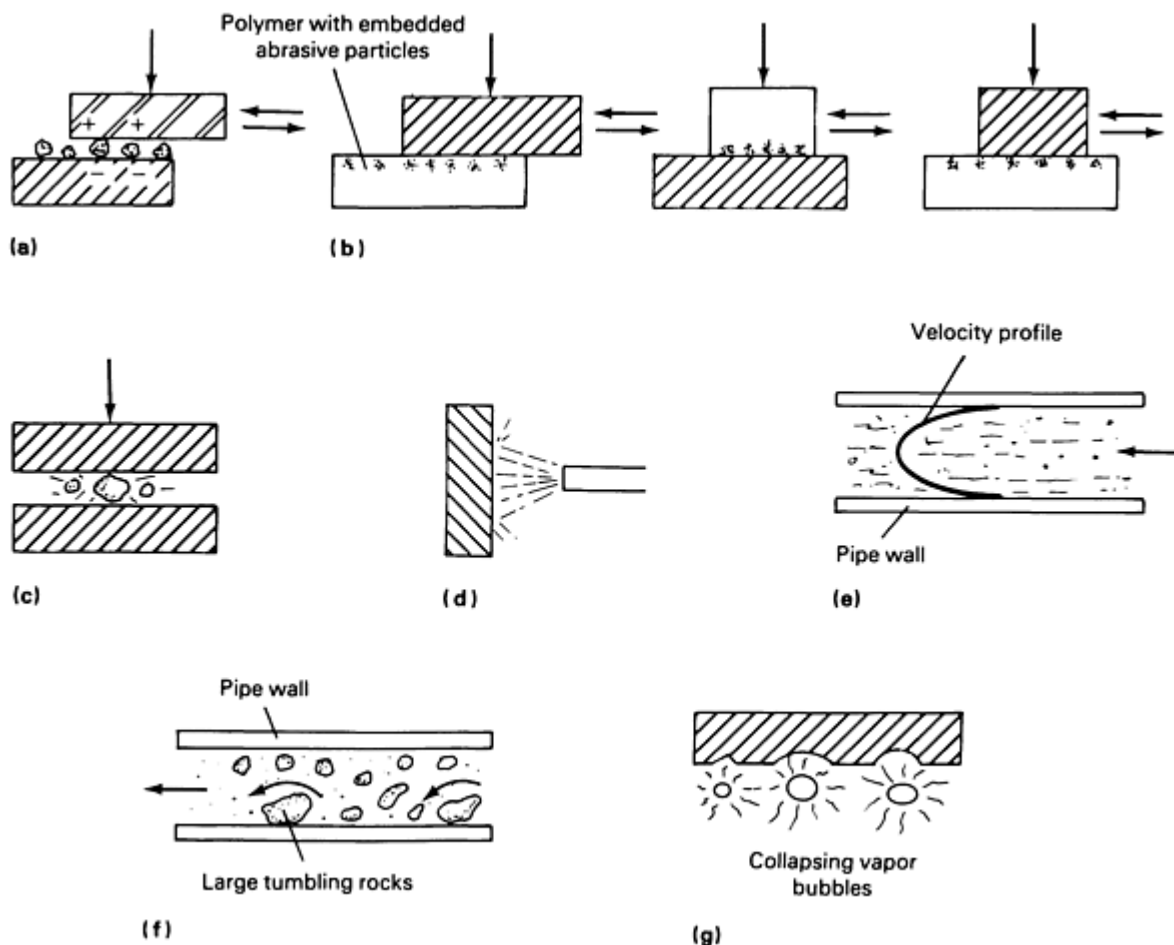 Polymer with embedded
abrasive particles
+ +
− −
(a)
(b)
Velocity profile
Pipe wall
(c)
(d)
(e)
Pipe wall
Large tumbling rocks
Collapsing vapor
bubbles
(f)
(g)